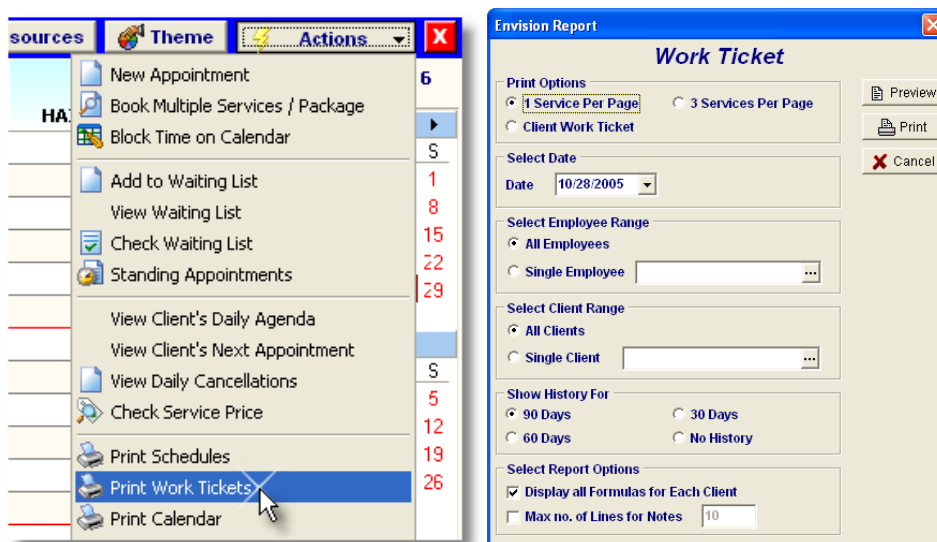 sources Theme Actions X
6
HA
New Appointment
Book Multiple Services / Package
Block Time on Calendar
S
Add to Waiting List
1
View Waiting List
8
Check Waiting List
15
Standing Appointments
22
29
View Client's Daily Agenda
View Client's Next Appointment
View Daily Cancellations
S
Check Service Price
5
12
Print Schedules
19
Print Work Tickets
26
Print Calendar
Envision Report
Work Ticket
Print Options
1 Service Per Page 3 Services Per Page
Client Work Ticket
Preview
Print
Cancel
Select Date
Date 10/28/2005
Select Employee Range
All Employees
Single Employee ...
Select Client Range
All Clients
Single Client ...
Show History For
90 Days 30 Days
60 Days No History
Select Report Options
Display all Formulas for Each Client
Max no. of Lines for Notes 10